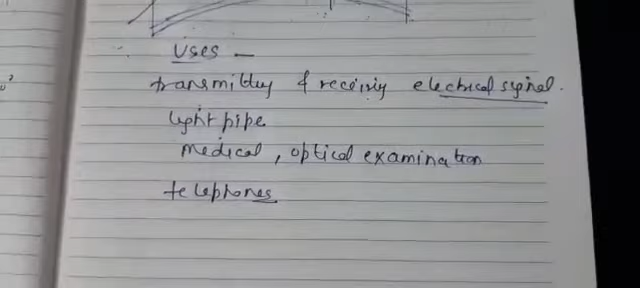 Uses —
transmitting & receiving electrical signal.
light pipe
medical, optical examination
telephones